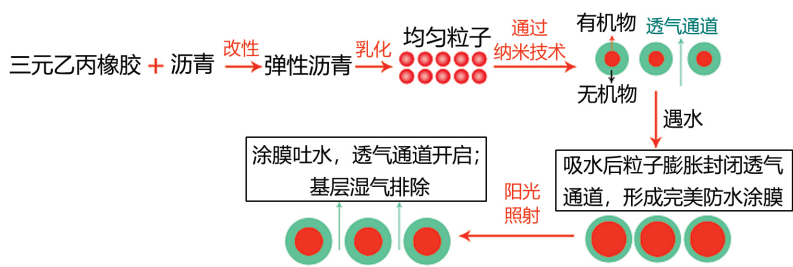 三元乙丙橡胶+沥青
改性
弹性沥青
乳化
均匀粒子
通过
纳米技术
有机物
透气通道
无机物
遇水
吸水后粒子膨胀封闭透气
通道，形成完美防水涂膜
阳光
照射
涂膜吐水，透气通道开启；
基层湿气排除